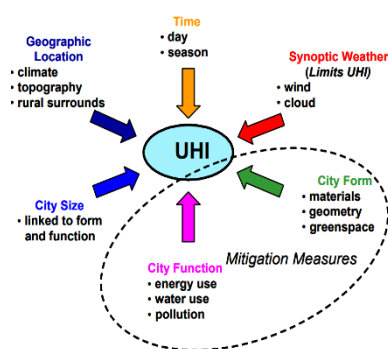 Time
• day
• season
Geographic
Location
• climate
• topography
• rural surrounds
Synoptic Weather
(Limits UHI)
• wind
• cloud
UHI
City Size
• linked to form
and function
City Form
• materials
• geometry
• greenspace
City Function
• energy use
• water use
• pollution
Mitigation Measures